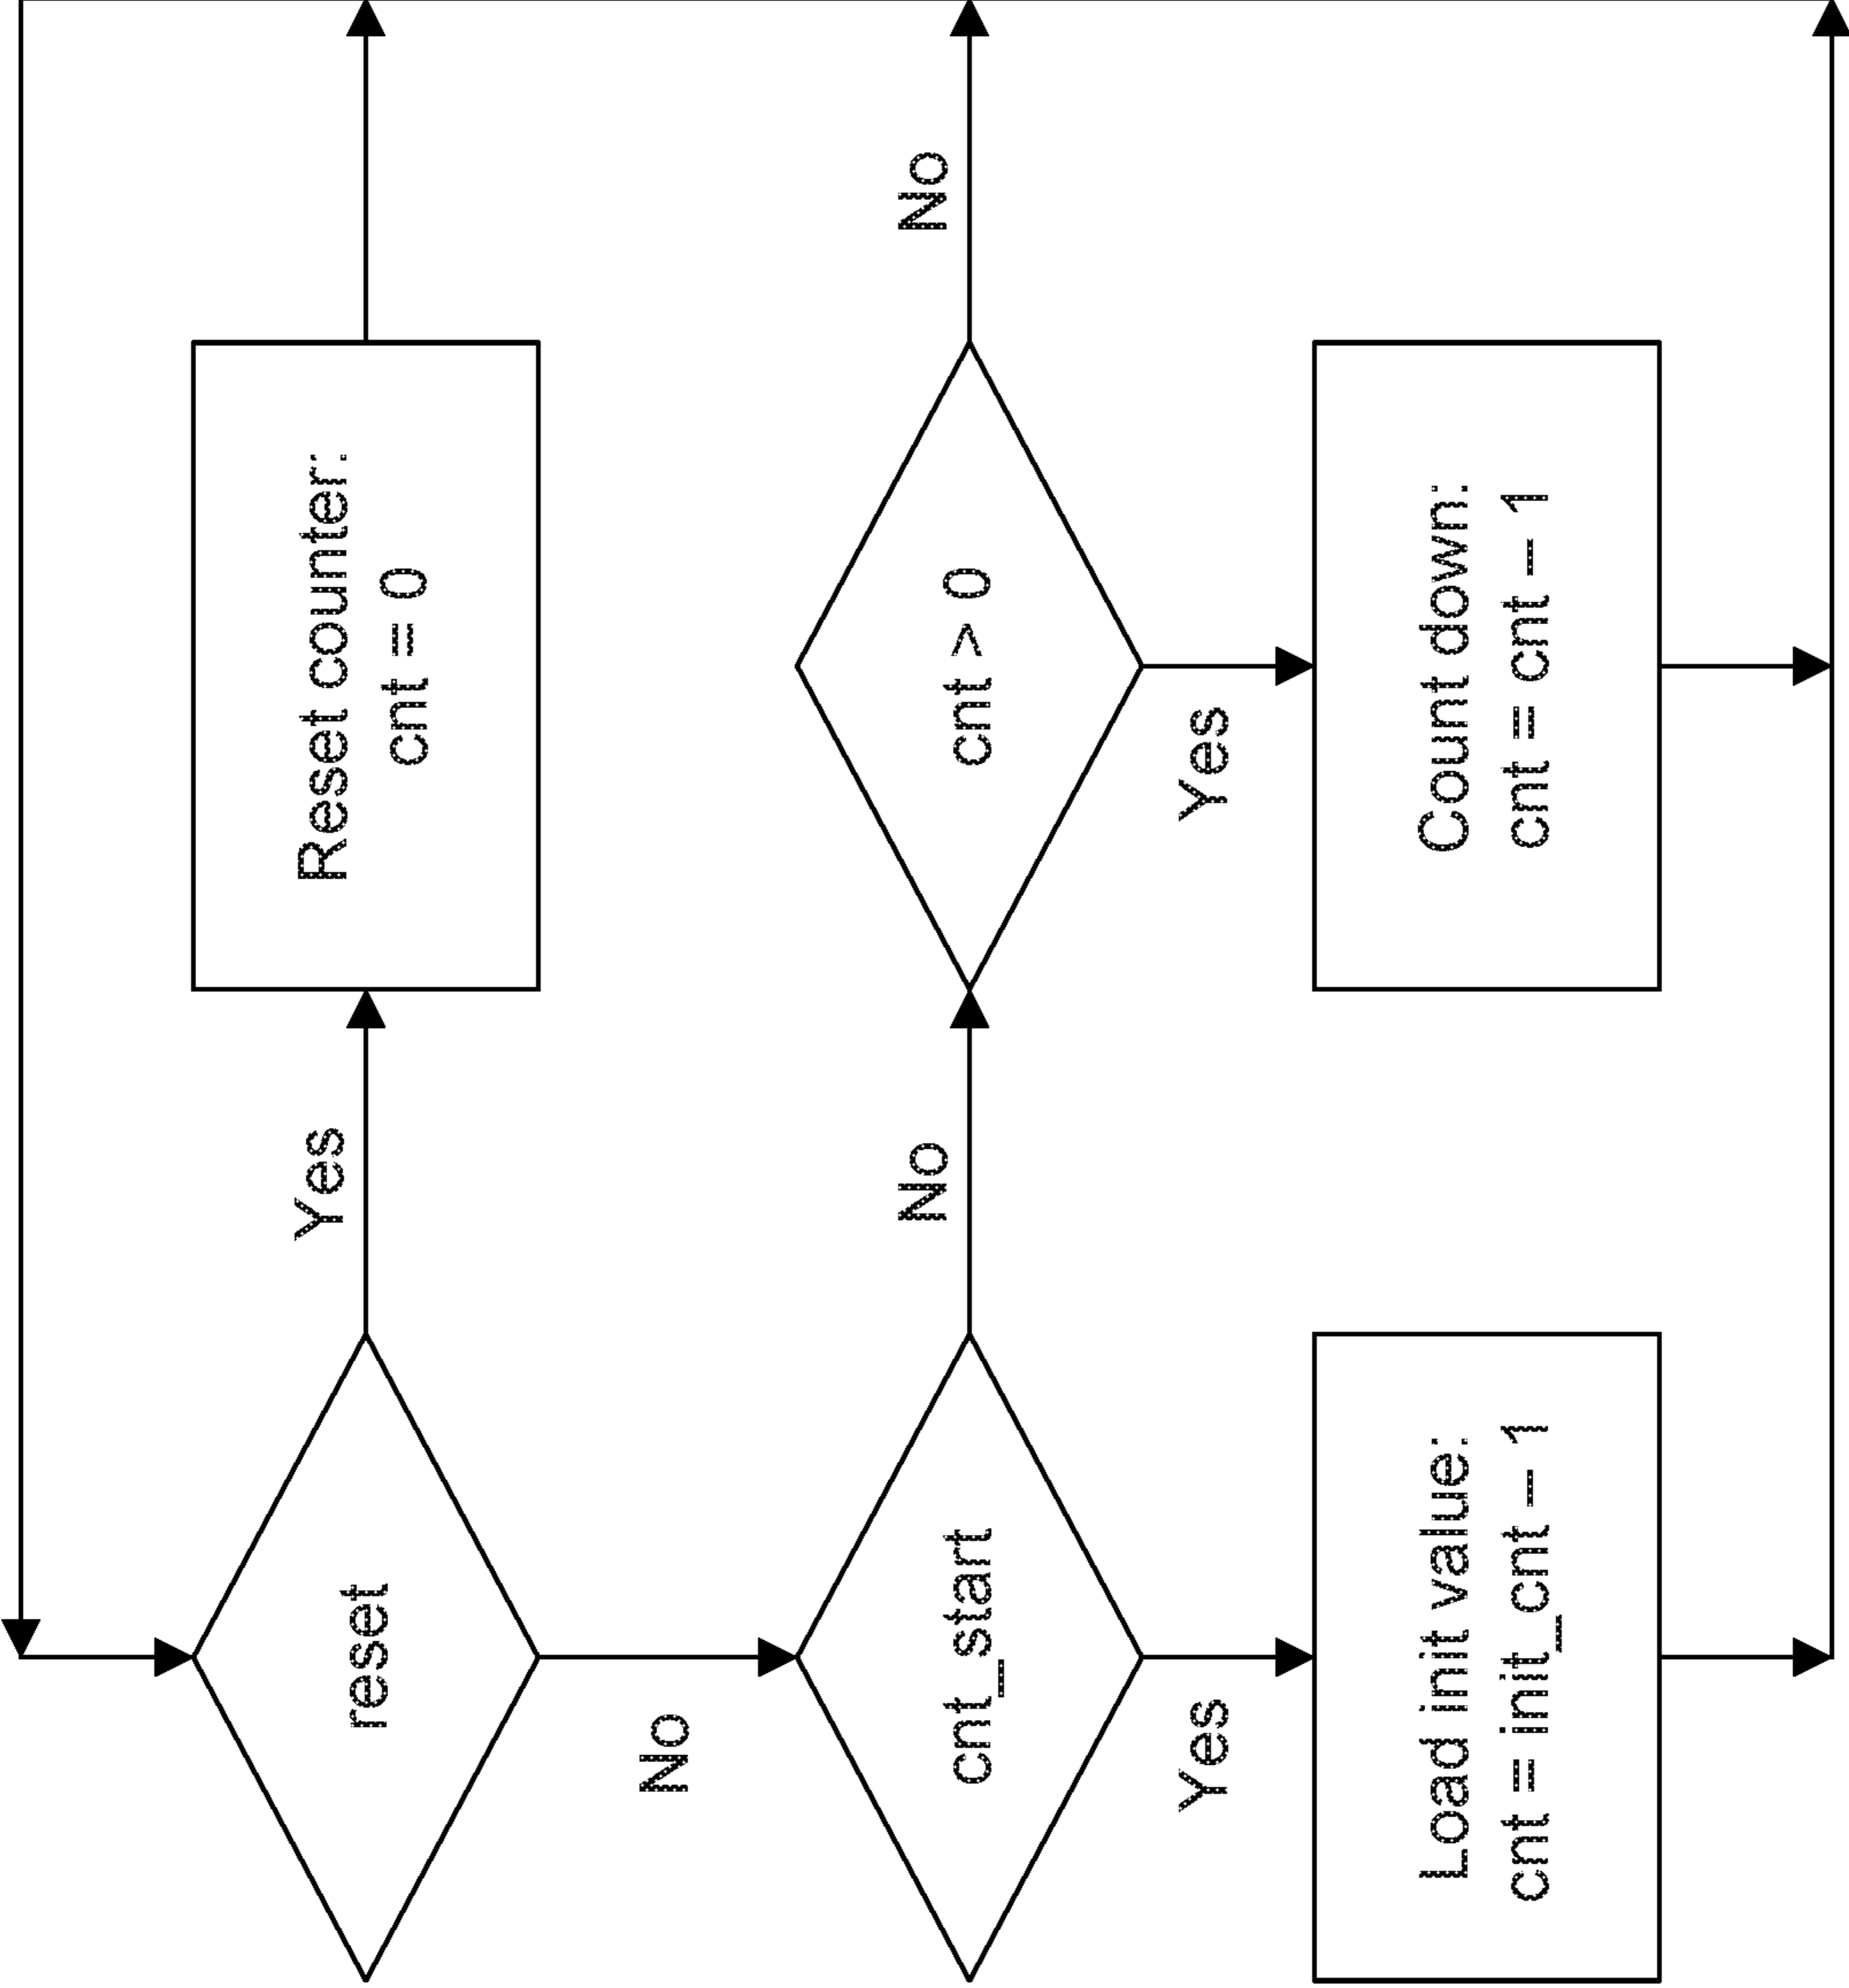 reset
Yes
Reset counter:
cnt = 0
No
cnt_start
No
cnt > 0
No
Yes
Load init value:
cnt = init_cnt – 1
Yes
Count down:
cnt = cnt – 1